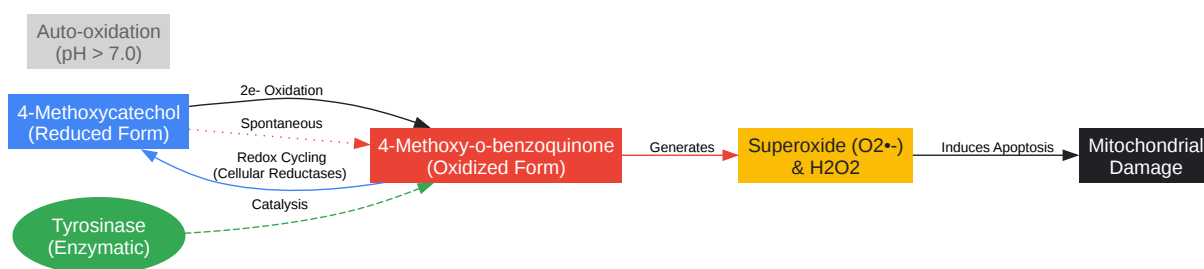 Auto-oxidation
(pH > 7.0)
4-Methoxycatechol
(Reduced Form)
2e- Oxidation
Spontaneous
Redox Cycling
(Cellular Reductases)
Catalysis
Tyrosinase
(Enzymatic)
4-Methoxy-o-benzoquinone
(Oxidized Form)
Generates
Superoxide (O2•-)
& H2O2
Induces Apoptosis
Mitochondrial
Damage